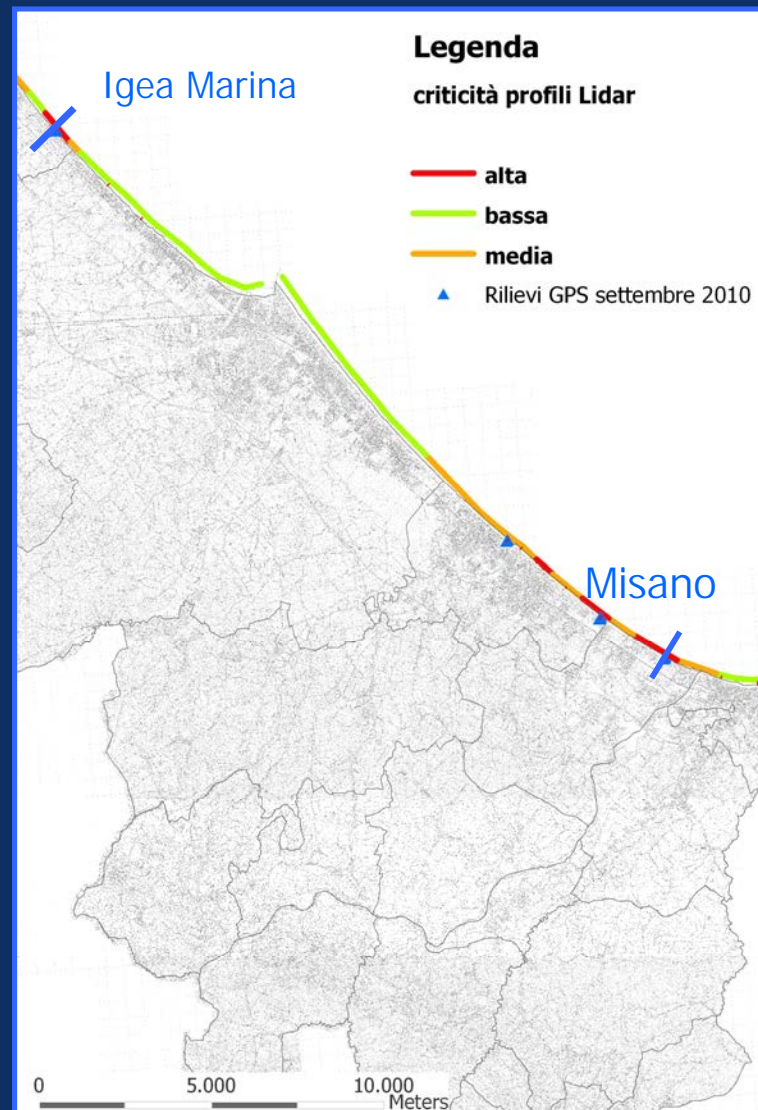 Legenda
Igea Marina
criticità profili Lidar
alta
bassa
media
Rilievi GPS settembre 2010
Misano
0 5.000 10.000
Meters